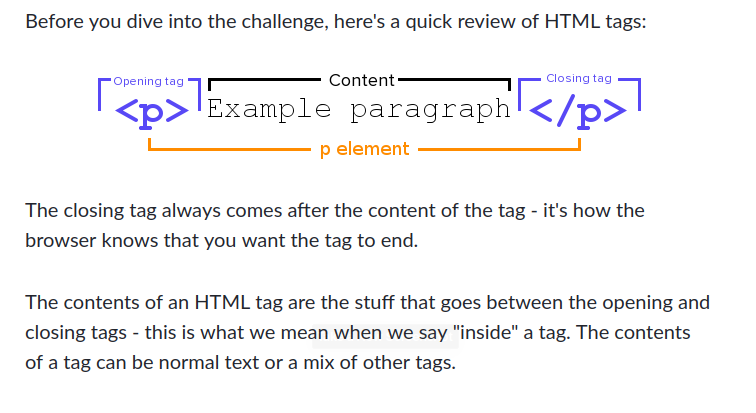 Before you dive into the challenge, here's a quick review of HTML tags:
Opening tag Content Closing tag
<p>Example paragraph</p>
p element
The closing tag always comes after the content of the tag - it's how the
browser knows that you want the tag to end.
The contents of an HTML tag are the stuff that goes between the opening and
closing tags - this is what we mean when we say "inside" a tag. The contents
of a tag can be normal text or a mix of other tags.